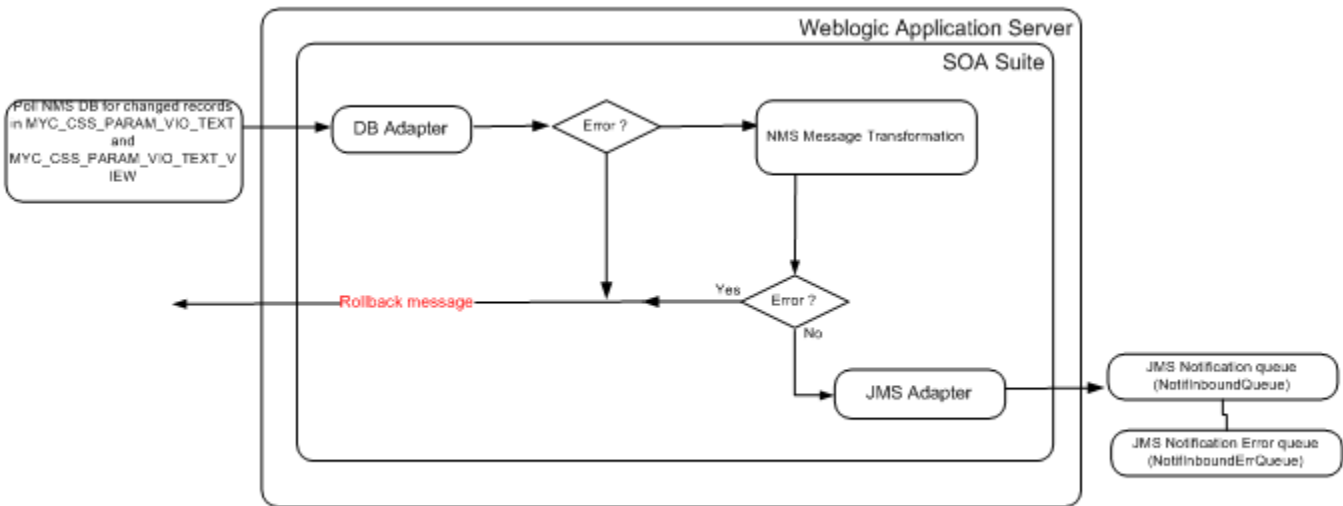 Weblogic Application Server
SOA Suite
Poll NMS DB for changed records
in MYC_CSS_PARAM_VIO_TEXT
and
MYC_CSS_PARAM_VIO_TEXT_V
IEW
DB Adapter
Error ?
NMS Message Transformation
Rollback message
Yes
Error ?
No
JMS Adapter
JMS Notification queue
(NotifInboundQueue)
JMS Notification Error queue
(NotifInboundErrQueue)